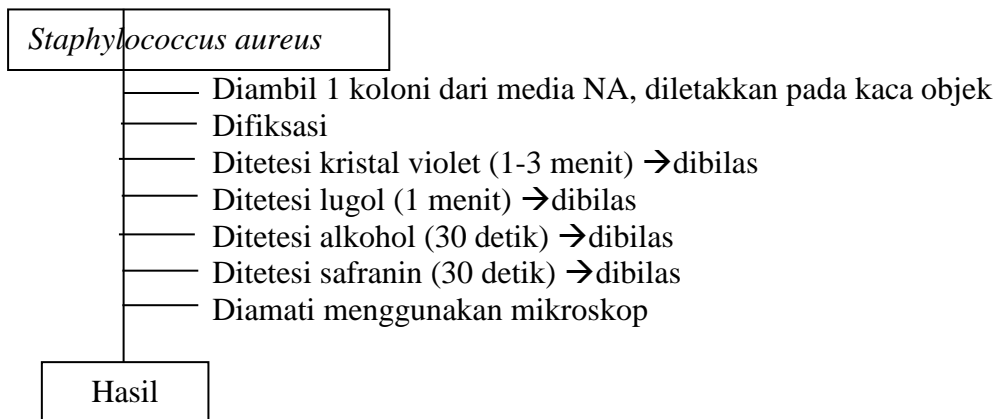 Staphylococcus aureus
Diambil 1 koloni dari media NA, diletakkan pada kaca objek
Difiksasi
Ditetesi kristal violet (1-3 menit) →dibilas
Ditetesi lugol (1 menit) →dibilas
Ditetesi alkohol (30 detik) →dibilas
Ditetesi safranin (30 detik) →dibilas
Diamati menggunakan mikroskop
Hasil